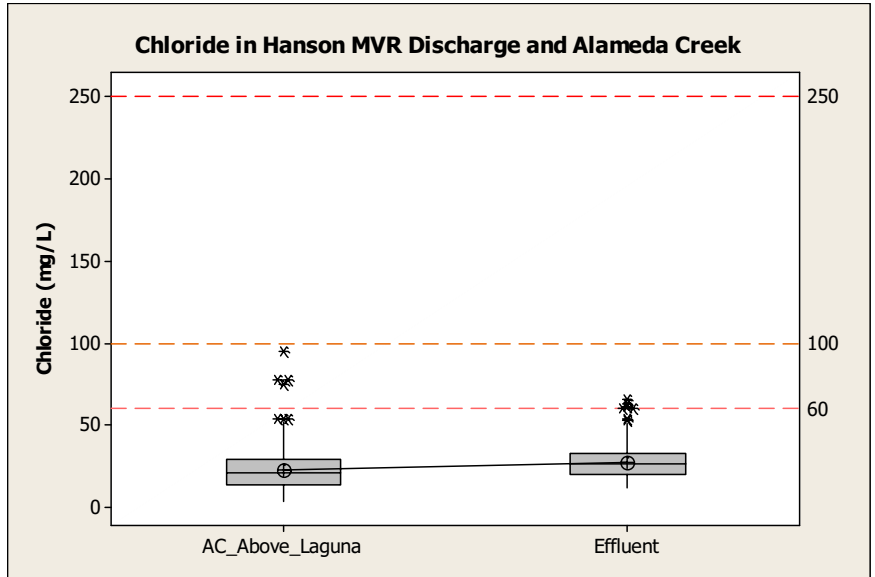 Chloride in Hanson MVR Discharge and Alameda Creek
Chloride (mg/L)
250
200
150
100
50
0
250
100
60
AC_Above_Laguna
Effluent